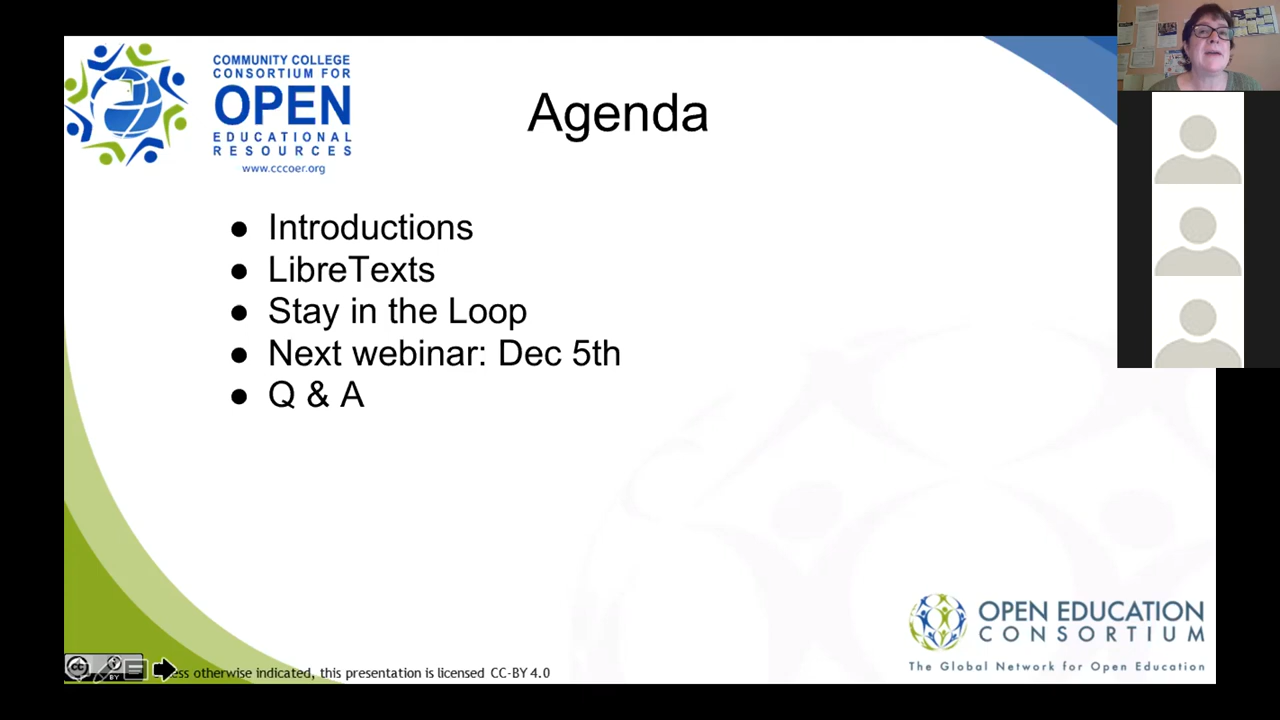 COMMUNITY COLLEGE
CONSORTIUM FOR
OPEN
EDUCATIONAL
RESOURCES
www.cccoer.org
Agenda
● Introductions
● LibreTexts
● Stay in the Loop
● Next webinar: Dec 5th
● Q & A
OPEN EDUCATION
CONSORTIUM
The Global Network for Open Education
cc
BY
otherwise indicated, this presentation is licensed CC-BY 4.0